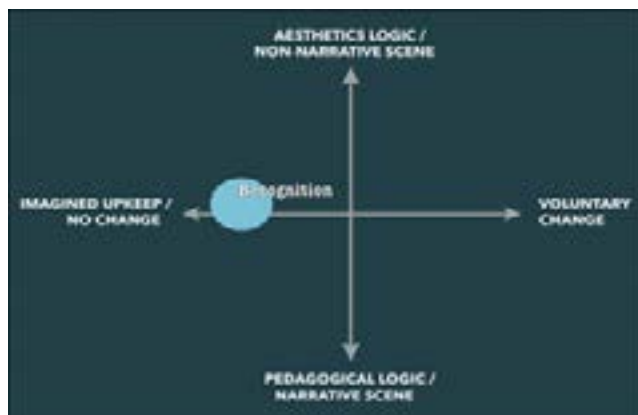 AESTHETICS LOGIC /
NON NARRATIVE SCENE
Recognition
IMAGINED UPKEEP /
NO CHANGE
VOLUNTARY
CHANGE
PEDAGOGICAL LOGIC /
NARRATIVE SCENE